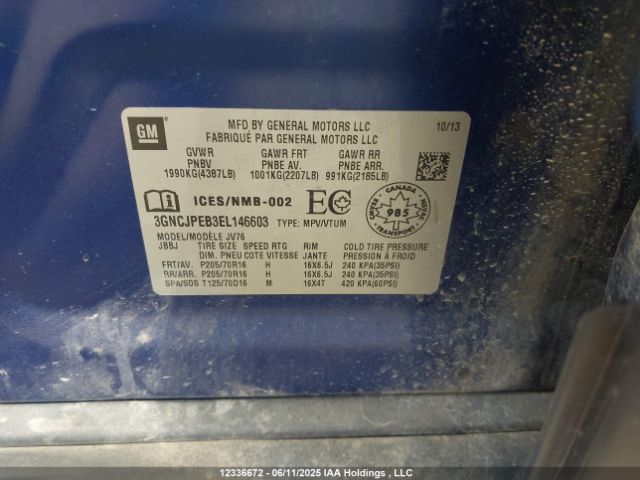 GM
MFD BY GENERAL MOTORS LLC 10/13
FABRIQUÉ PAR GENERAL MOTORS LLC
GVWR GAWR FRT GAWR RR
PNBV PNBE AV. PNBE ARR.
1990KG(4387LB) 1001KG(2207LB) 991KG(2185LB)
ICES/NMB-002 EC
CANADA
985
TRANSPORT
CANADA
3GNCJPEB3EL146603 TYPE: MPV/VTUM
MODEL/MODÈLE JV76
JBBJ TIRE SIZE SPEED RTG RIM COLD TIRE PRESSURE
DIM. PNEU COTE VITESSE JANTE PRESSION À FROID
FRT/AV. P205/70R16 H 16X6.5J 240 KPA(35PSI)
RR/ARR. P205/70R16 H 16X6.5J 240 KPA(35PSI)
SPA/SOS T125/70D16 M 16X4T 420 KPA(60PSI)
12336672 - 06/11/2025 IAA Holdings , LLC